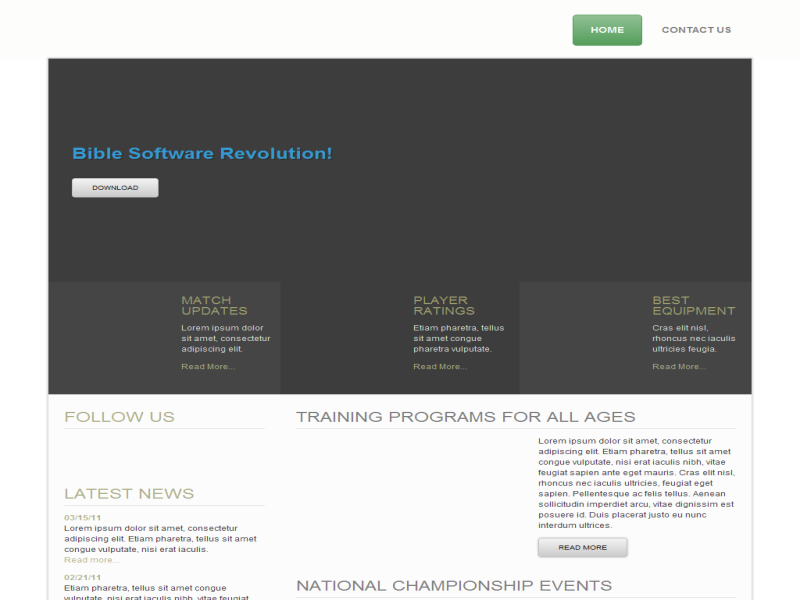 HOME
CONTACT US
Bible Software Revolution!
DOWNLOAD
MATCH
UPDATES
Lorem ipsum dolor
sit amet, consectetur
adipiscing elit.
Read More...
PLAYER
RATINGS
Etiam pharetra, tellus
sit amet congue
pharetra vulputate.
Read More...
BEST
EQUIPMENT
Cras elit nisl,
rhoncus nec iaculis
ultricies feugia.
Read More...
FOLLOW US
LATEST NEWS
03/15/11
Lorem ipsum dolor sit amet, consectetur
adipiscing elit. Etiam pharetra, tellus sit amet
congue vulputate, nisi erat iaculis.
Read more...
02/21/11
Etiam pharetra, tellus sit amet congue
vulputate, nisi erat iaculis nibh, vitae feugiat
TRAINING PROGRAMS FOR ALL AGES
Lorem ipsum dolor sit amet, consectetur
adipiscing elit. Etiam pharetra, tellus sit amet
congue vulputate, nisi erat iaculis nibh, vitae
feugiat sapien ante eget mauris. Cras elit nisl,
rhoncus nec iaculis ultricies, feugiat eget
sapien. Pellentesque ac felis tellus. Aenean
sollicitudin imperdiet arcu, vitae dignissim est
posuere id. Duis placerat justo eu nunc
interdum ultrices.
READ MORE
NATIONAL CHAMPIONSHIP EVENTS